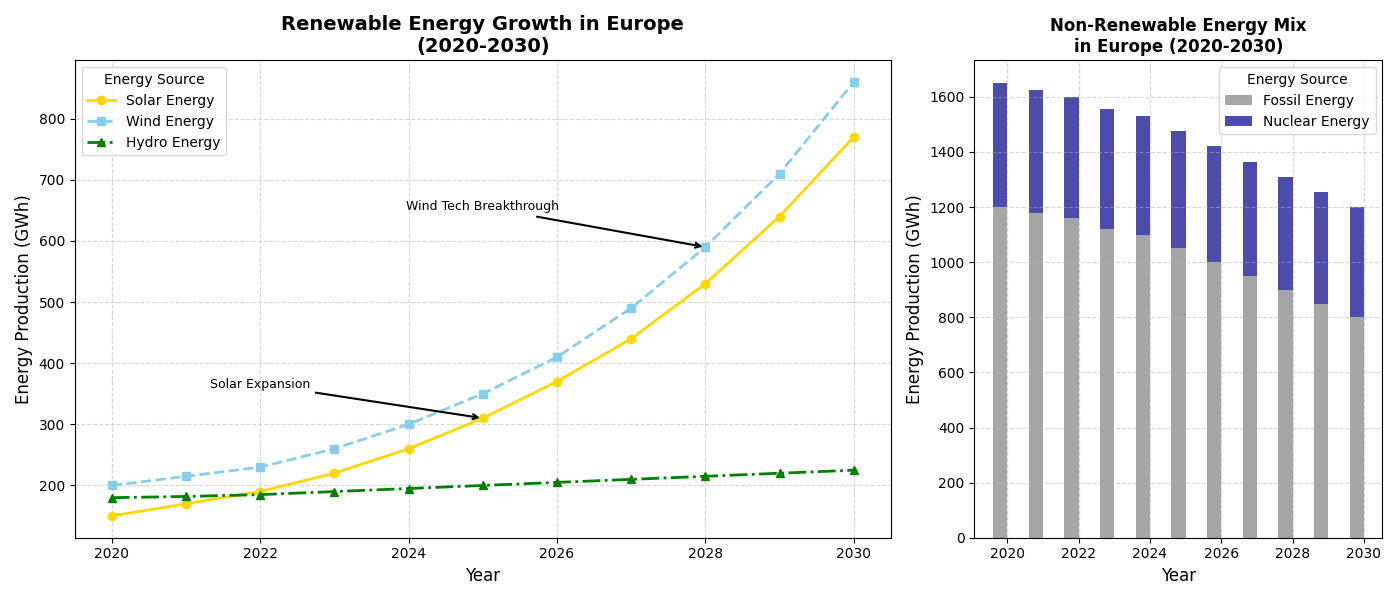 Renewable Energy Growth in Europe
(2020-2030)
Energy Source
Solar Energy
Wind Energy
Hydro Energy
Wind Tech Breakthrough
Solar Expansion
Energy Production (GWh)
800
700
600
500
400
300
200
2020
2022
2024
2026
2028
2030
Year
Non-Renewable Energy Mix
in Europe (2020-2030)
Energy Source
Fossil Energy
Nuclear Energy
Energy Production (GWh)
1600
1400
1200
1000
800
600
400
200
0
2020
2022
2024
2026
2028
2030
Year